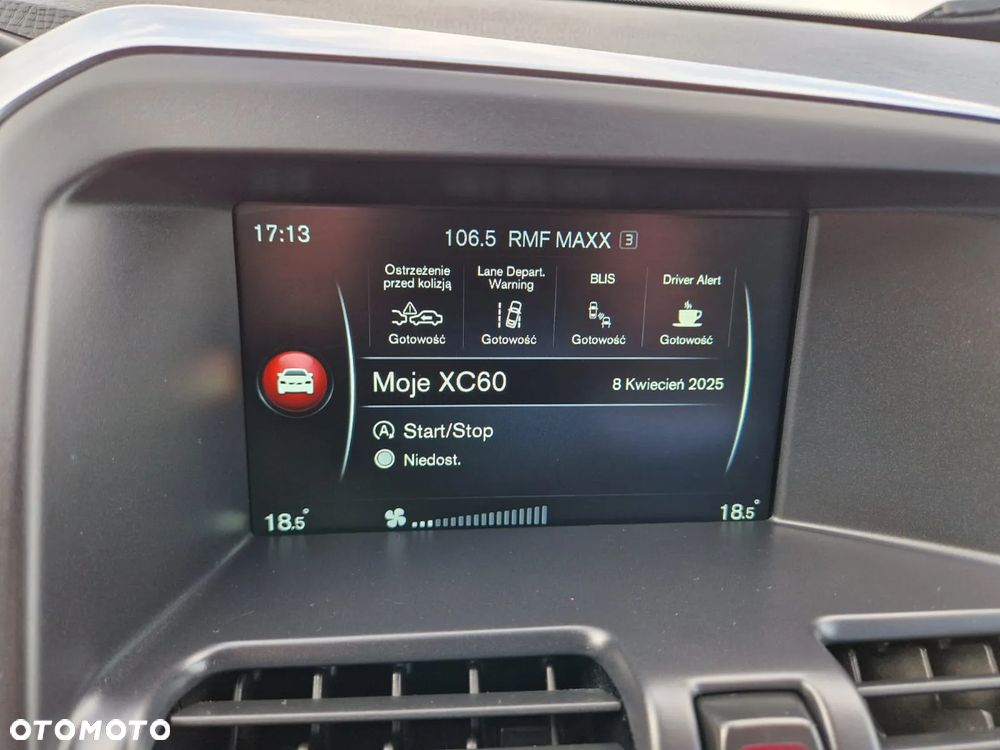 17:13
106.5 RMF MAXX 3
Ostrzeżenie
przed kolizją
Gotowość
Lane Depart.
Warning
Gotowość
BLIS
Gotowość
Driver Alert
Gotowość
Moje XC60
8 Kwiecień 2025
A Start/Stop
Niedost.
18.5°
18.5°
OTOMOTO